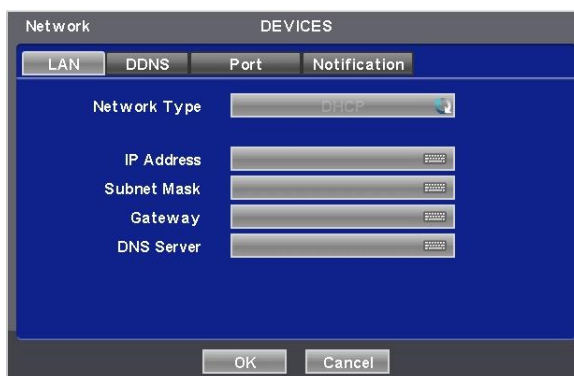 Network DEVICES
LAN DDNS Port Notification
Network Type DHCP
IP Address
Subnet Mask
Gateway
DNS Server
OK Cancel